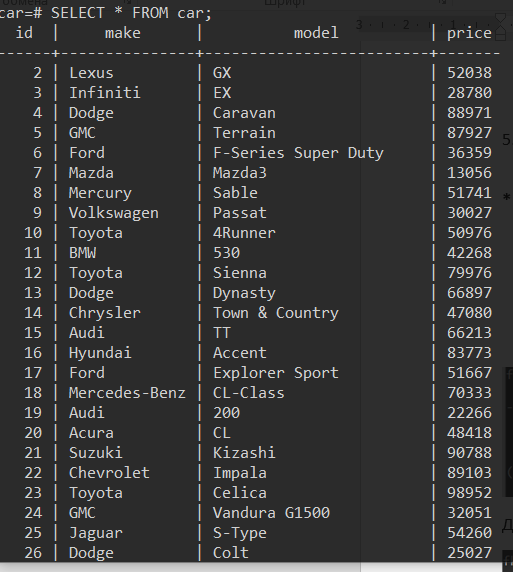 Шрифт
car=# SELECT * FROM car;
3
1
 id |     make      |          model          | price
----+---------------+-------------------------+-------
  2 | Lexus         | GX                      | 52038
  3 | Infiniti      | EX                      | 28780
  4 | Dodge         | Caravan                 | 88971
  5 | GMC           | Terrain                 | 87927
  6 | Ford          | F-Series Super Duty     | 36359
  7 | Mazda         | Mazda3                  | 13056
  8 | Mercury       | Sable                   | 51741
  9 | Volkswagen    | Passat                  | 30027
 10 | Toyota        | 4Runner                 | 50976
 11 | BMW           | 530                     | 42268
 12 | Toyota        | Sienna                  | 79976
 13 | Dodge         | Dynasty                 | 66897
 14 | Chrysler      | Town & Country          | 47080
 15 | Audi          | TT                      | 66213
 16 | Hyundai       | Accent                  | 83773
 17 | Ford          | Explorer Sport          | 51667
 18 | Mercedes-Benz | CL-Class                | 70333
 19 | Audi          | 200                     | 22266
 20 | Acura         | CL                      | 48418
 21 | Suzuki        | Kizashi                 | 90788
 22 | Chevrolet     | Impala                  | 89103
 23 | Toyota        | Celica                  | 98952
 24 | GMC           | Vandura G1500           | 32051
 25 | Jaguar        | S-Type                  | 54260
 26 | Dodge         | Colt                    | 25027